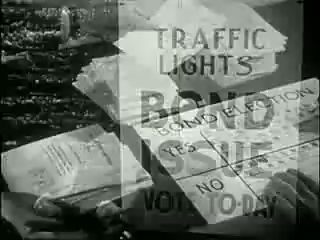 TRAFFIC
LIGHTS
BOND
ISSUE
VOTE TO-DAY
BOND ELECTION
YES
NO